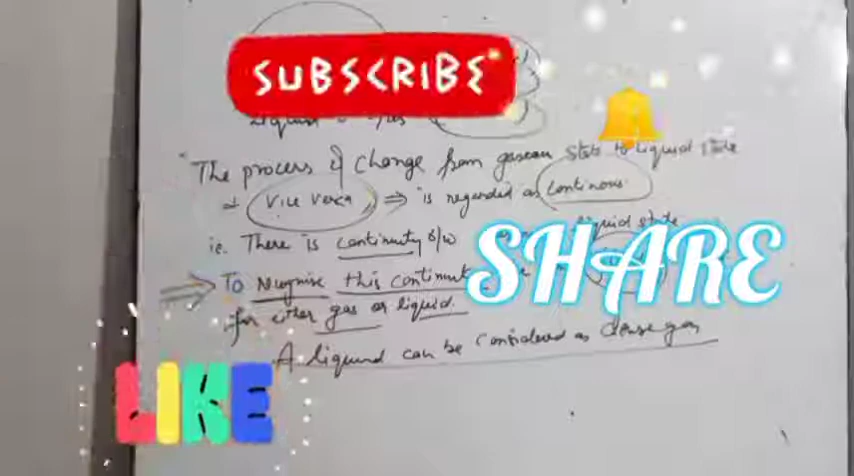 SUBSCRIBE
"The process of Change from gaseous state to liquid state
& Vice Versa ⇒ "is regarded as Continous
ie. There is continuity b/w liquid state
⇒ To Recognise this continuity
for either gas or liquid.
A liquid can be Considered as dense gas
SHARE
LIKE